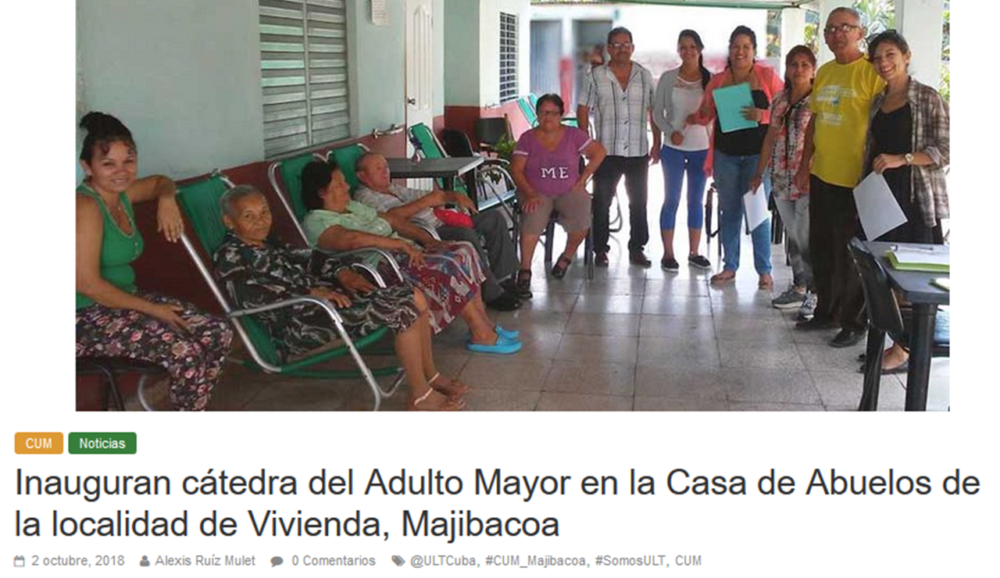 ME
CUM Noticias
Inauguran cátedra del Adulto Mayor en la Casa de Abuelos de
la localidad de Vivienda, Majibacoa
2 octubre, 2018 Alexis Ruíz Mulet 0 Comentarios @ULTCuba, #CUM_Majibacoa, #SomosULT, CUM